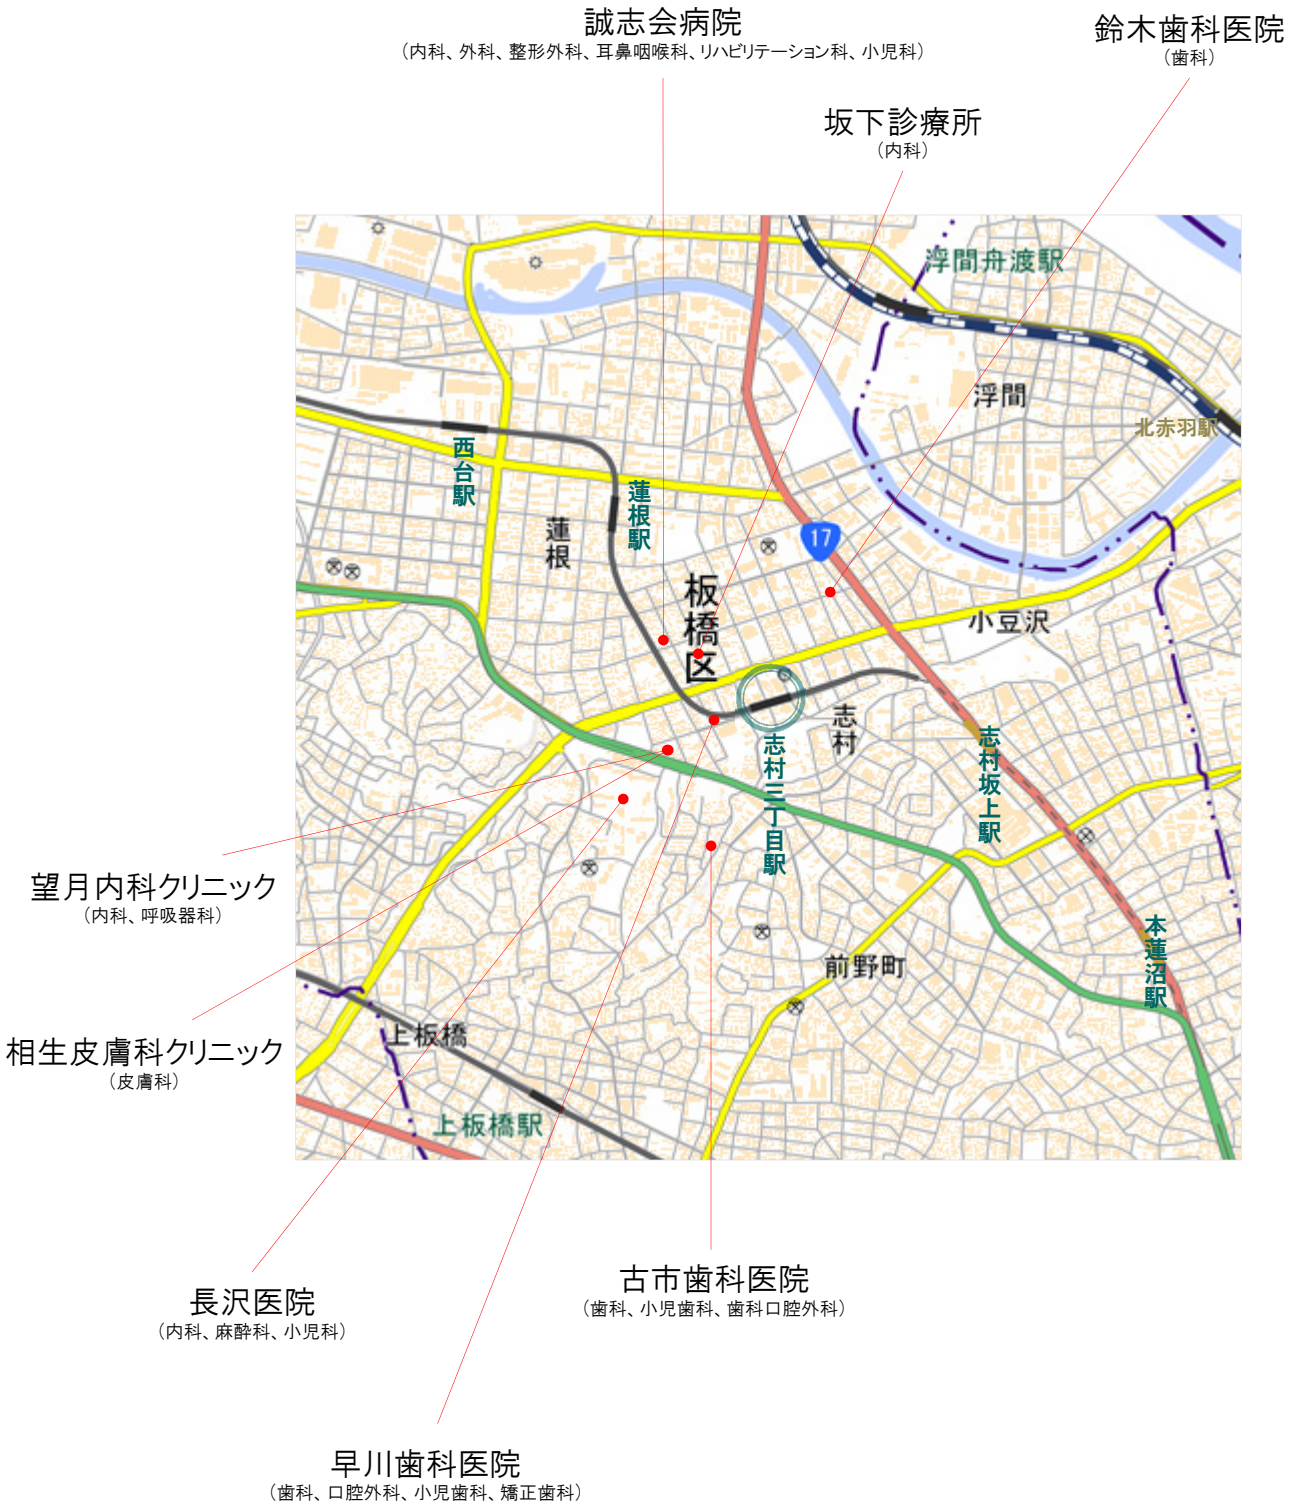 誠志会病院
（内科、外科、整形外科、耳鼻咽喉科、リハビリテーション科、小児科）
鈴木歯科医院
（歯科）
坂下診療所
（内科）
浮間舟渡駅
浮間
北赤羽駅
西台駅
蓮根駅
蓮根
17
板橋区
小豆沢
志村
志村三丁目駅
志村坂上駅
望月内科クリニック
（内科、呼吸器科）
本蓮沼駅
前野町
上板橋
相生皮膚科クリニック
（皮膚科）
上板橋駅
古市歯科医院
（歯科、小児歯科、歯科口腔外科）
長沢医院
（内科、麻酔科、小児科）
早川歯科医院
（歯科、口腔外科、小児歯科、矯正歯科）